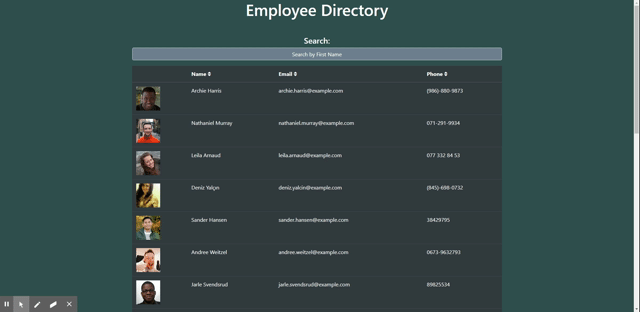 Employee Directory
Search:
Search by First Name
Name Email Phone
Archie Harris archie.harris@example.com (986)-880-9873
Nathaniel Murray nathaniel.murray@example.com 071-291-9934
Leila Arnaud leila.arnaud@example.com 077 332 84 53
Deniz Yalçın deniz.yalcin@example.com (845)-698-0732
Sander Hansen sander.hansen@example.com 38429795
Andree Weitzel andree.weitzel@example.com 0673-9632793
Jarle Svendsrud jarle.svendsrud@example.com 89825534